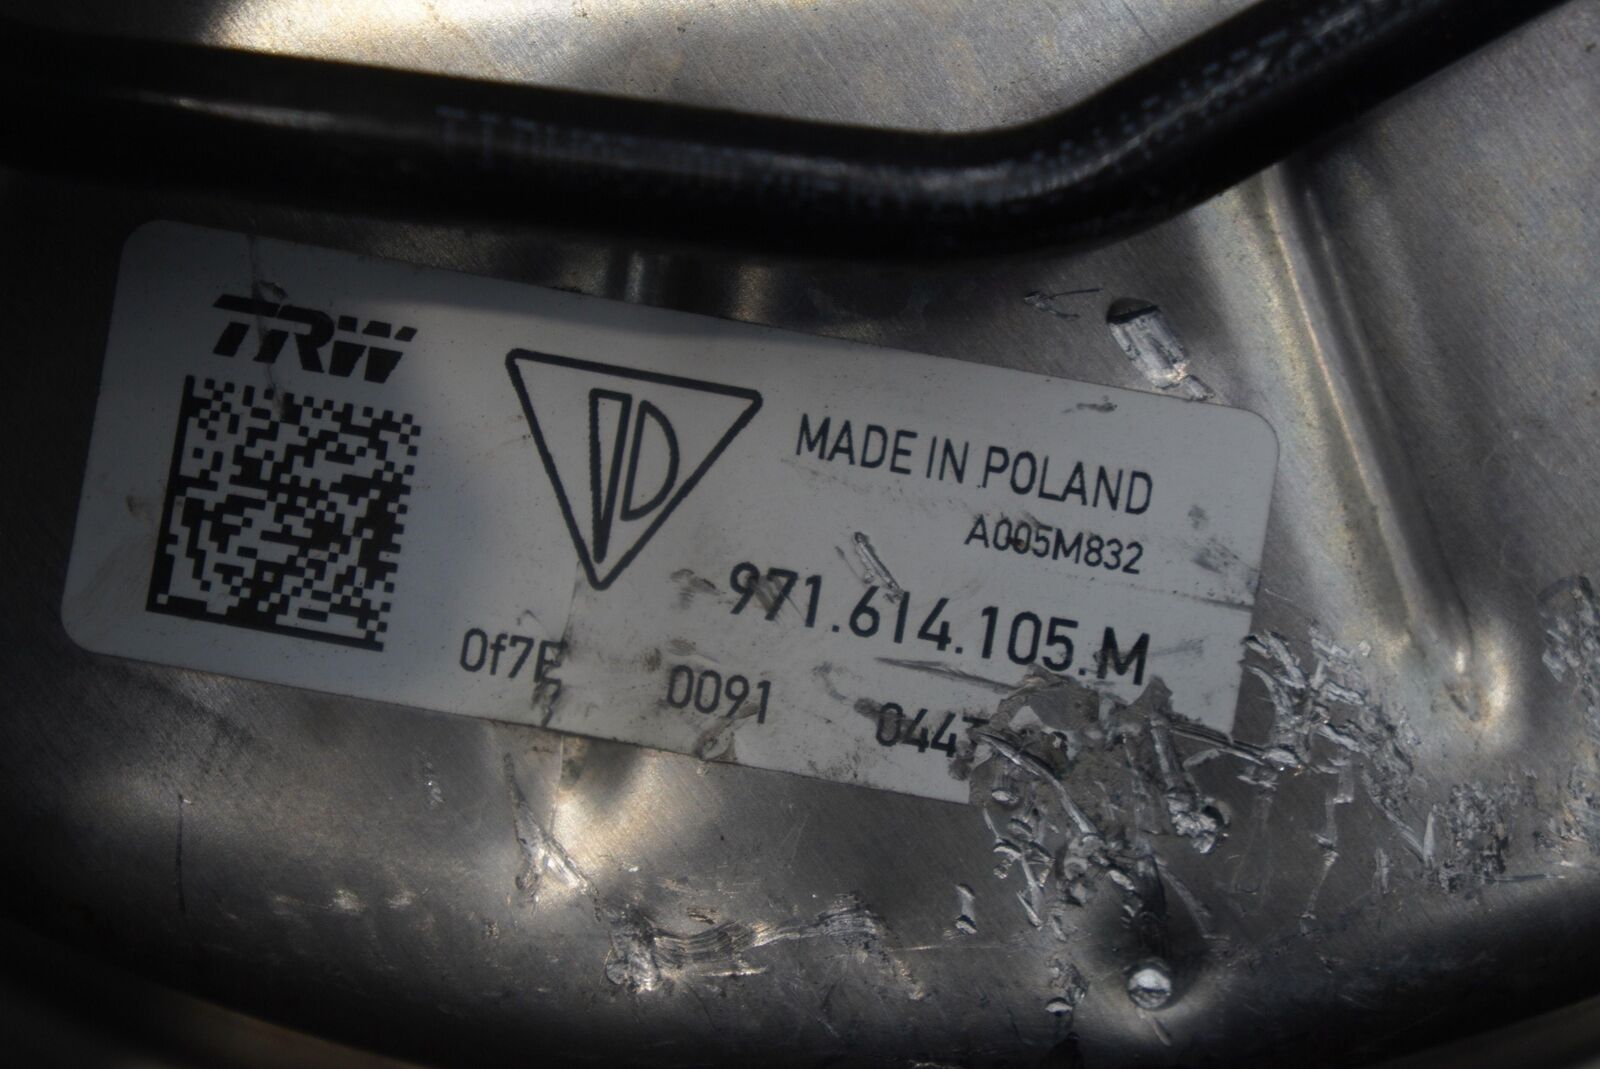 TRW
MADE IN POLAND
A005M832
971.614.105.M
0f7E 0091